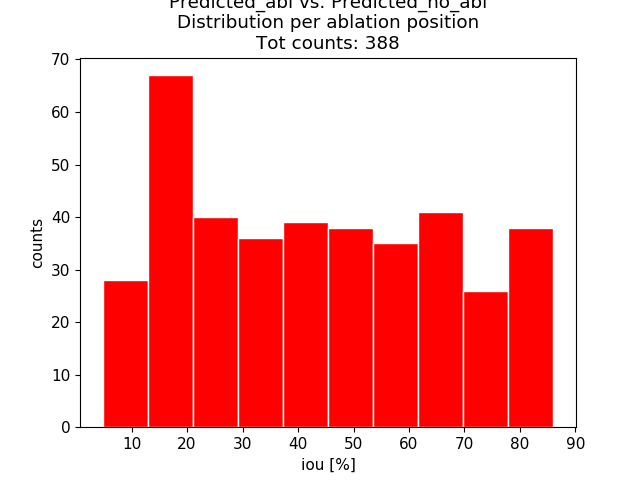 Predicted_abl vs. Predicted_no_abl
Distribution per ablation position
Tot counts: 388
70
60
50
40
30
20
10
0
counts
10 20 30 40 50 60 70 80 90
iou [%]